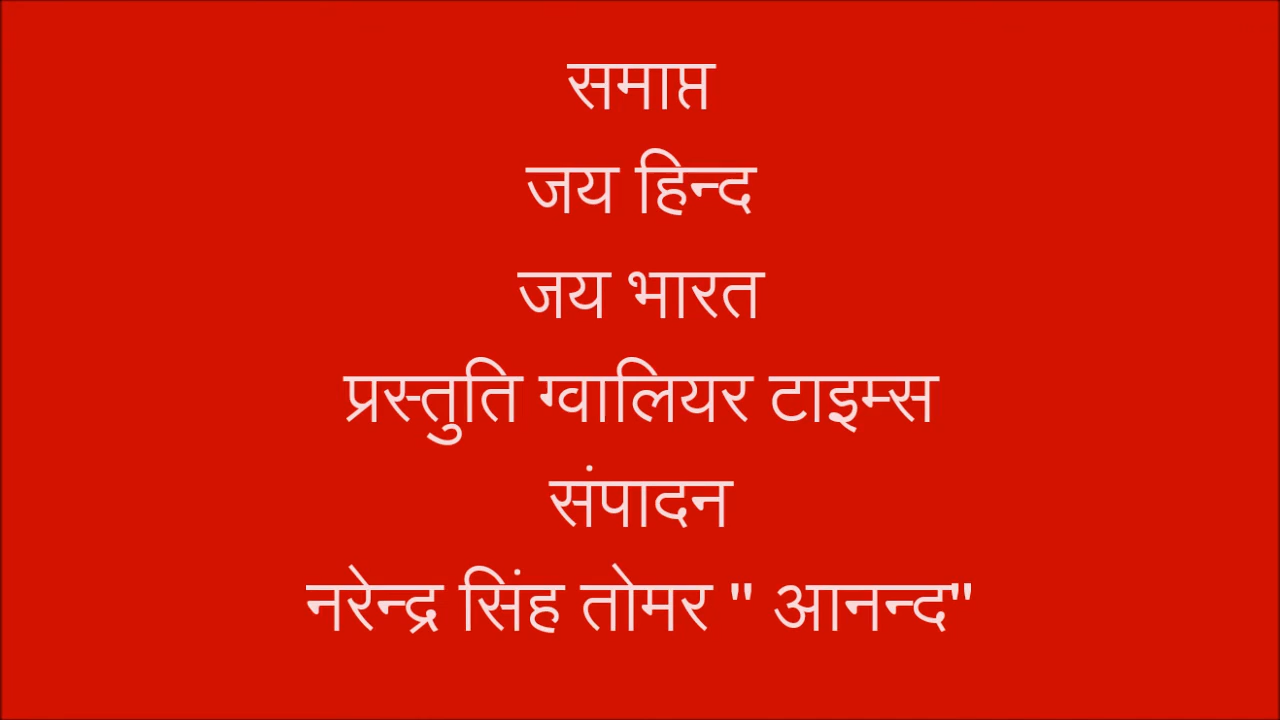 समाप्त
जय हिन्द
जय भारत
प्रस्तुति ग्वालियर टाइम्स
संपादन
नरेन्द्र सिंह तोमर " आनन्द"